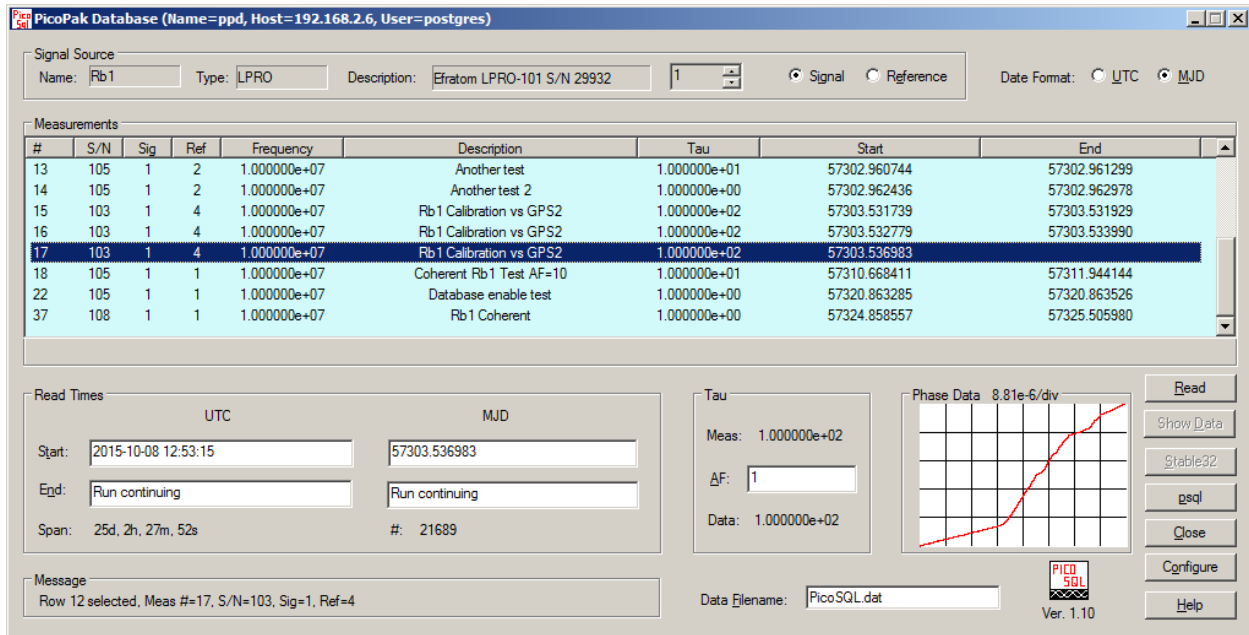 Pico Sql PicoPak Database (Name=ppd, Host=192.168.2.6, User=postgres)
Signal Source
Name: Rb1 Type: LPRO Description: Efratom LPRO-101 S/N 29932 1 Signal Reference Date Format: UTC MJD
Measurements
# S/N Sig Ref Frequency Description Tau Start End
13 105 1 2 1.000000e+07 Another test 1.000000e+01 57302.960744 57302.961299
14 105 1 2 1.000000e+07 Another test 2 1.000000e+00 57302.962436 57302.962978
15 103 1 4 1.000000e+07 Rb1 Calibration vs GPS2 1.000000e+02 57303.531739 57303.531929
16 103 1 4 1.000000e+07 Rb1 Calibration vs GPS2 1.000000e+02 57303.532779 57303.533990
17 103 1 4 1.000000e+07 Rb1 Calibration vs GPS2 1.000000e+02 57303.536983
18 105 1 1 1.000000e+07 Coherent Rb1 Test AF=10 1.000000e+01 57310.668411 57311.944144
22 105 1 1 1.000000e+07 Database enable test 1.000000e+00 57320.863285 57320.863526
37 108 1 1 1.000000e+07 Rb1 Coherent 1.000000e+00 57324.858557 57325.505980
Read Times
UTC MJD
Start: 2015-10-08 12:53:15 57303.536983
End: Run continuing Run continuing
Span: 25d, 2h, 27m, 52s #: 21689
Tau
Meas: 1.000000e+02
AF: 1
Data: 1.000000e+02
Phase Data 8.81e-6/div
Read
Show Data
Stable32
psql
Close
Configure
Help
Message
Row 12 selected, Meas #=17, S/N=103, Sig=1, Ref=4
Data Filename: PicoSQL.dat
PICO
SQL
Ver. 1.10